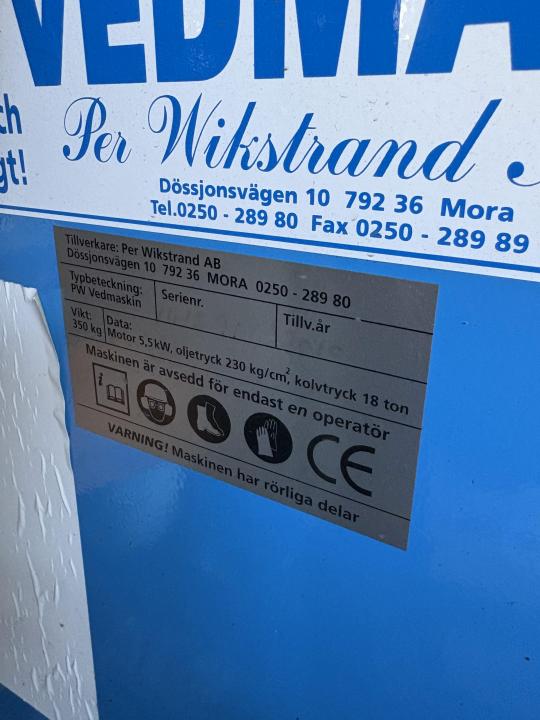 VEDMA
ch
gt!
Per Wikstrand
Dössjonsvägen 10 792 36 Mora
Tel.0250 - 289 80 Fax 0250 - 289 89
Tillverkare: Per Wikstrand AB
Dössjonsvägen 10 792 36 MORA 0250 - 289 80
Typbeteckning:
PW Vedmaskin
Serienr.
Tillv.år
Vikt:
350 kg
Data:
Motor 5,5kW, oljetryck 230 kg/cm², kolvtryck 18 ton
Maskinen är avsedd för endast en operatör
i
CE
VARNING! Maskinen har rörliga delar